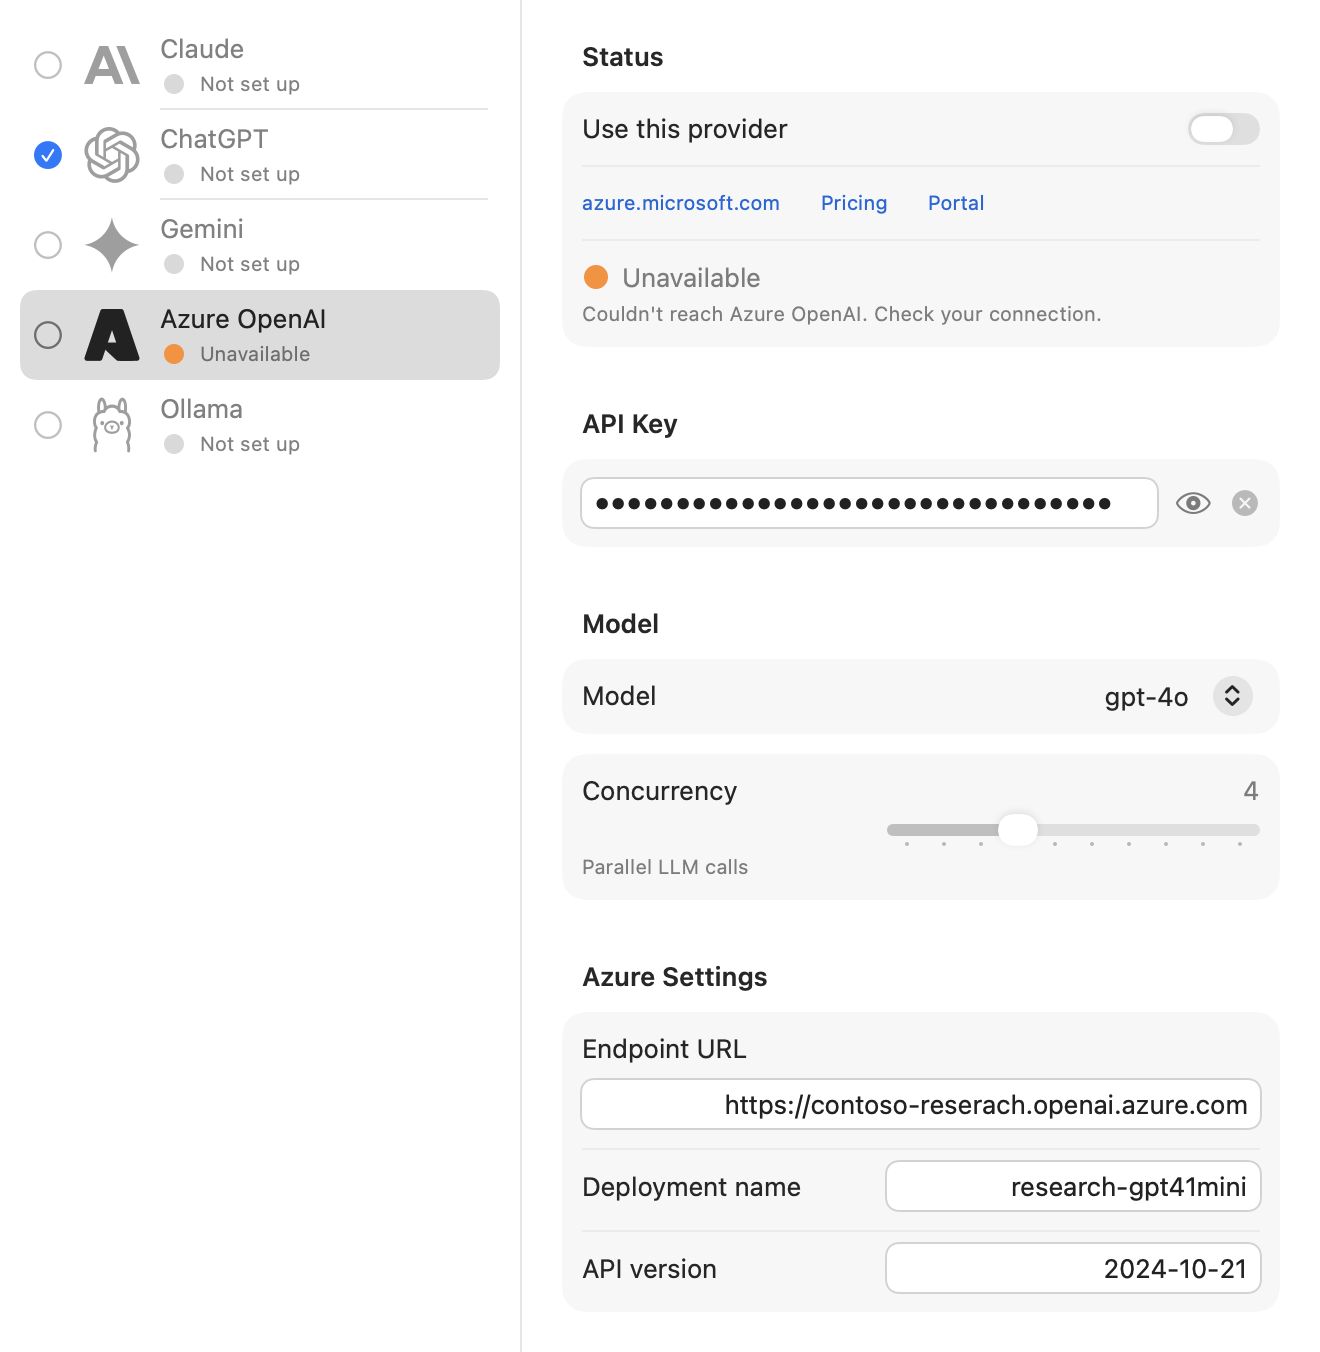 Claude
Not set up
ChatGPT
Not set up
Gemini
Not set up
Azure OpenAI
Unavailable
Ollama
Not set up
Status
Use this provider
azure.microsoft.com Pricing Portal
Unavailable
Couldn't reach Azure OpenAI. Check your connection.
API Key
••••••••••••••••••••••••••••••••
Model
Model gpt-4o
Concurrency 4
Parallel LLM calls
Azure Settings
Endpoint URL
https://contoso-reserach.openai.azure.com
Deployment name research-gpt41mini
API version 2024-10-21